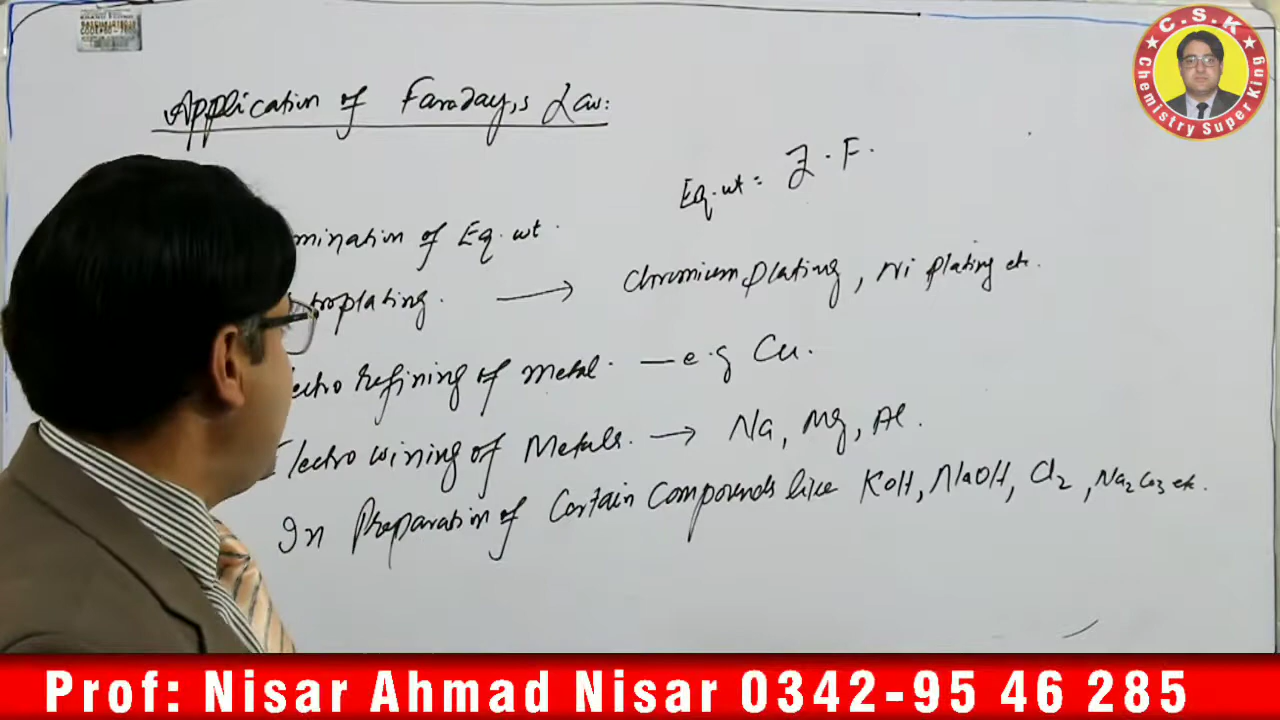 Application of Faraday,s Law:
Eq.wt = Z . F.
mination of Eq. wt.
troplating. → Chromium plating, Ni plating etc.
ectro Refining of Metal. — e.g Cu.
Electro wining of Metals. → Na, Mg, Al.
In Preparation of Certain Compounds like KOH, NaOH, Cl2, Na2CO3 etc.
C.S.K
Chemistry Super King
Prof: Nisar Ahmad Nisar 0342-95 46 285